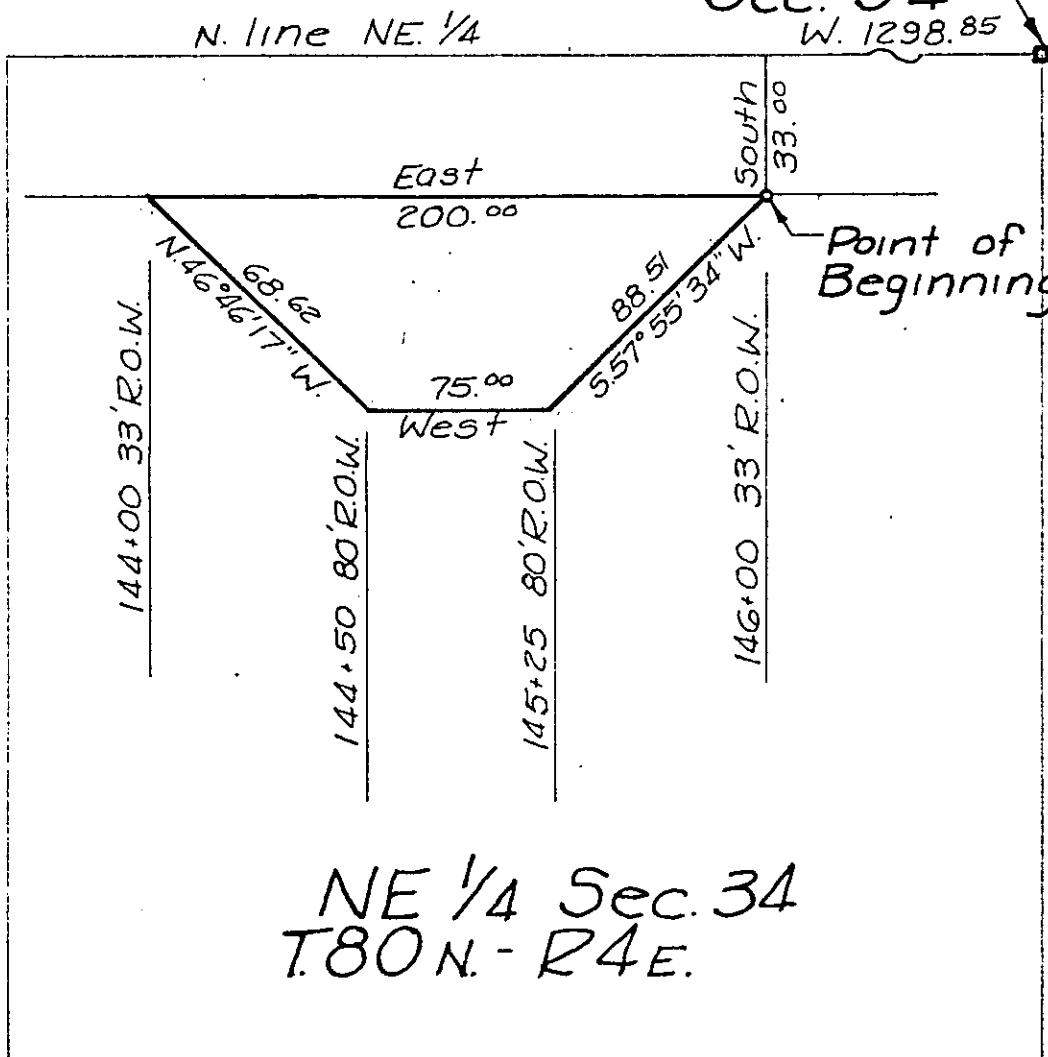 N. line NE. 1/4
W. 1298.85
South
33.00
East
200.00
Point of
Beginning
N.46°46'17" W.
68.62
88.51
S.57°55'34" W.
75.00
West
144+00 33' R.O.W.
144+50 80' R.O.W.
145+25 80' R.O.W.
146+00 33' R.O.W.
NE 1/4 Sec. 34
T.80 N. - R4 E.